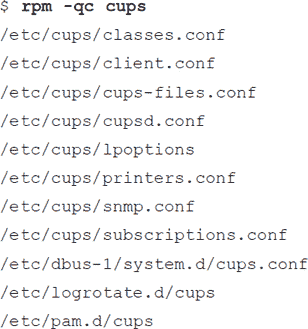 $ rpm -qc cups
/etc/cups/classes.conf
/etc/cups/client.conf
/etc/cups/cups-files.conf
/etc/cups/cupsd.conf
/etc/cups/lpoptions
/etc/cups/printers.conf
/etc/cups/snmp.conf
/etc/cups/subscriptions.conf
/etc/dbus-1/system.d/cups.conf
/etc/logrotate.d/cups
/etc/pam.d/cups